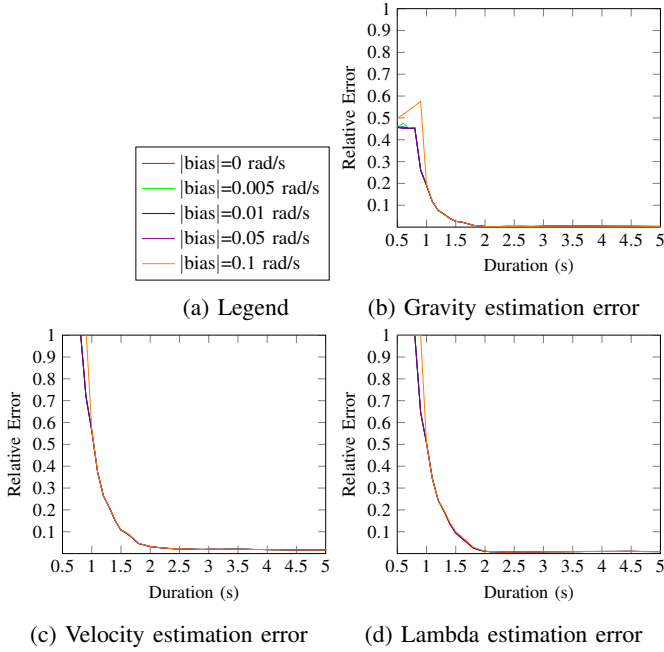 |bias|=0 rad/s
|bias|=0.005 rad/s
|bias|=0.01 rad/s
|bias|=0.05 rad/s
|bias|=0.1 rad/s
(a) Legend
1
0.9
0.8
0.7
0.6
0.5
0.4
0.3
0.2
0.1
Relative Error
0.5 1 1.5 2 2.5 3 3.5 4 4.5 5
Duration (s)
(b) Gravity estimation error
1
0.9
0.8
0.7
0.6
0.5
0.4
0.3
0.2
0.1
Relative Error
0.5 1 1.5 2 2.5 3 3.5 4 4.5 5
Duration (s)
(c) Velocity estimation error
1
0.9
0.8
0.7
0.6
0.5
0.4
0.3
0.2
0.1
Relative Error
0.5 1 1.5 2 2.5 3 3.5 4 4.5 5
Duration (s)
(d) Lambda estimation error